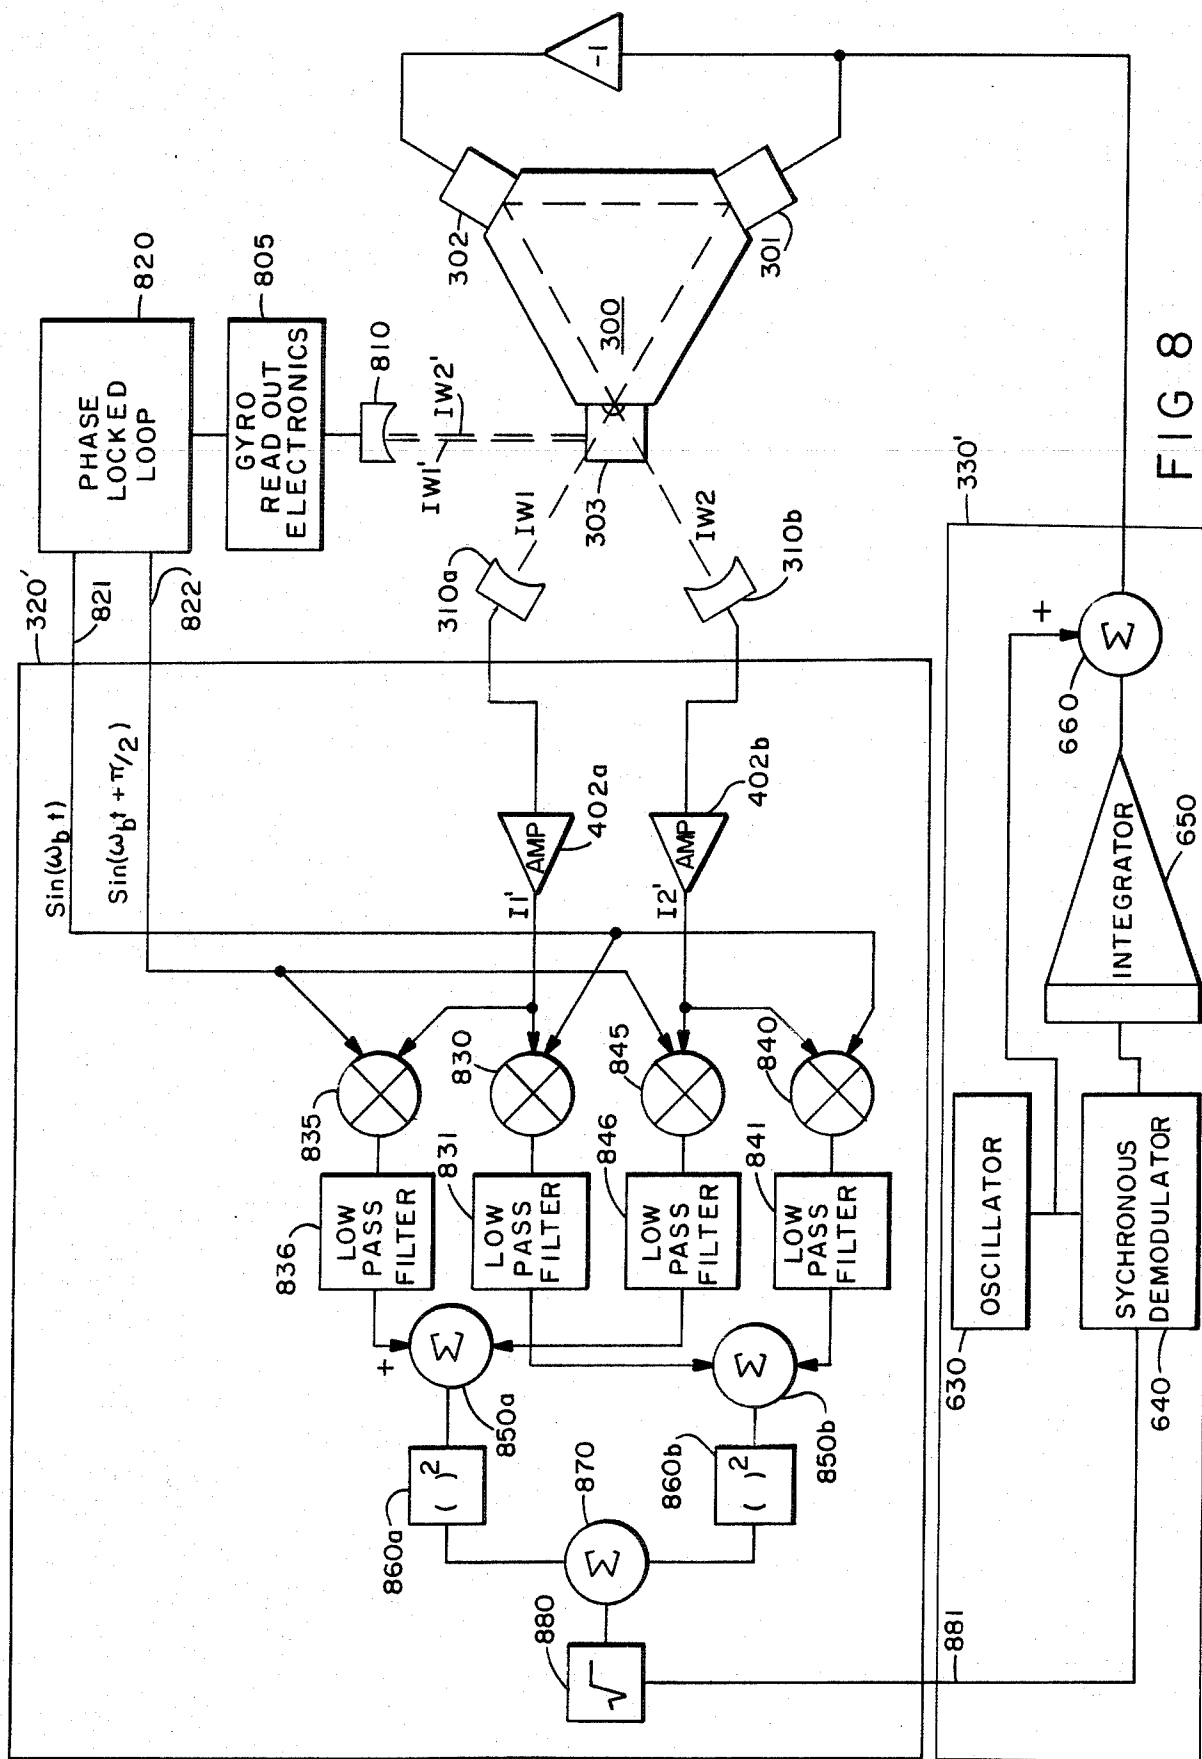 PHASE
LOCKED
LOOP
820
GYRO
READ OUT
ELECTRONICS
805
810
IW1'
IW2'
320'
821
822
Sin(ωbt)
Sin(ωbt + π/2)
-1
302
301
300
303
IW1
IW2
310a
310b
AMP
402a
I1'
AMP
402b
I2'
835
830
845
840
836
LOW
PASS
FILTER
831
LOW
PASS
FILTER
846
LOW
PASS
FILTER
841
LOW
PASS
FILTER
+
Σ
850a
Σ
850b
( )2
860a
( )2
860b
Σ
870
√
880
881
330'
OSCILLATOR
630
SYCHRONOUS
DEMODULATOR
640
INTEGRATOR
650
+
Σ
660
FIG 8